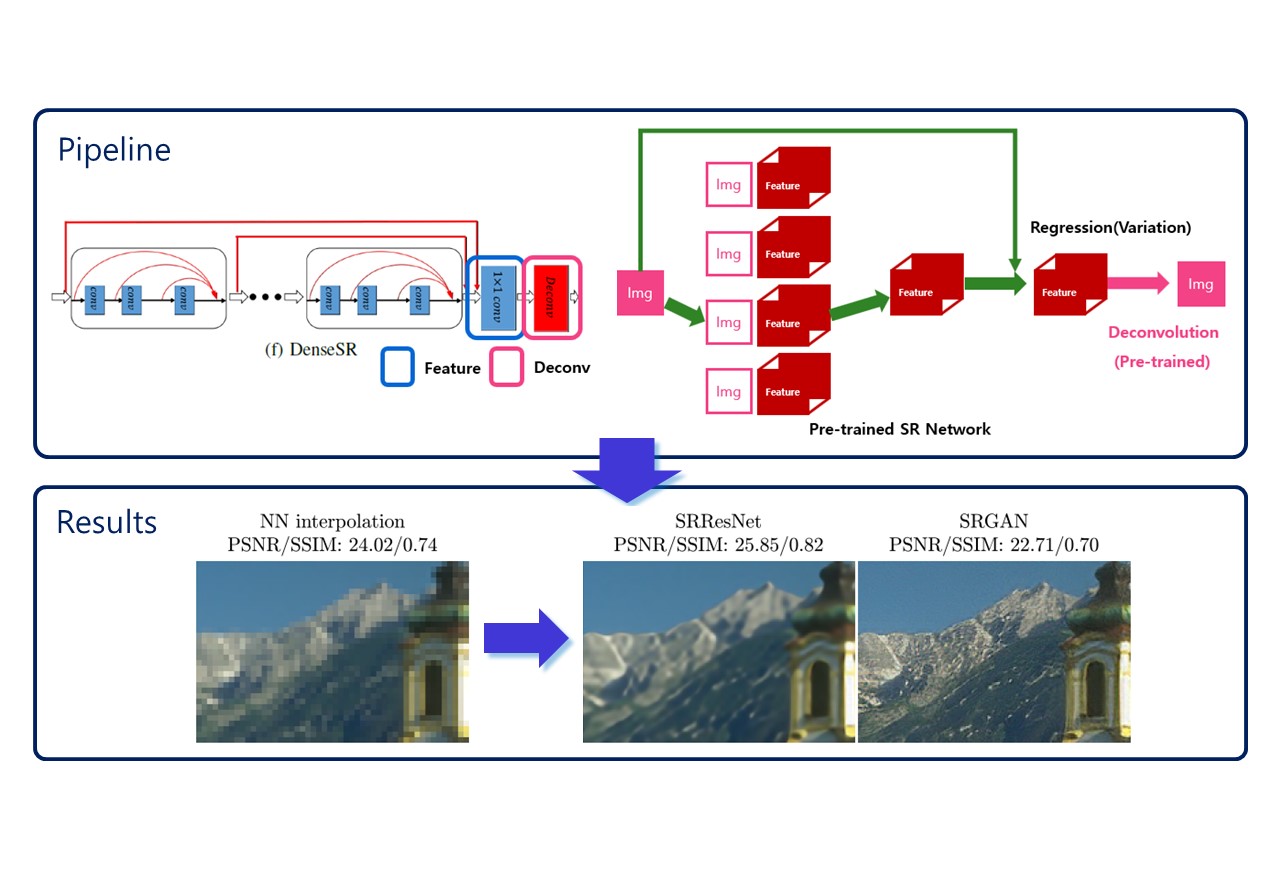 Pipeline
conv
conv
conv
conv
conv
conv
1×1 conv
Deconv
(f) DenseSR
Feature
Deconv
Img
Img
Feature
Img
Feature
Img
Feature
Img
Feature
Pre-trained SR Network
Feature
Regression(Variation)
Feature
Img
Deconvolution
(Pre-trained)
Results
NN interpolation
PSNR/SSIM: 24.02/0.74
SRResNet
PSNR/SSIM: 25.85/0.82
SRGAN
PSNR/SSIM: 22.71/0.70